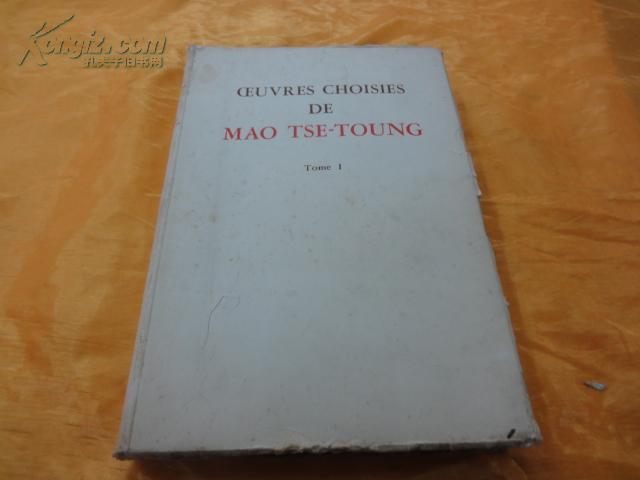 Kongfz.com
孔夫子旧书网
ŒUVRES CHOISIES
DE
MAO TSE-TOUNG
Tome I